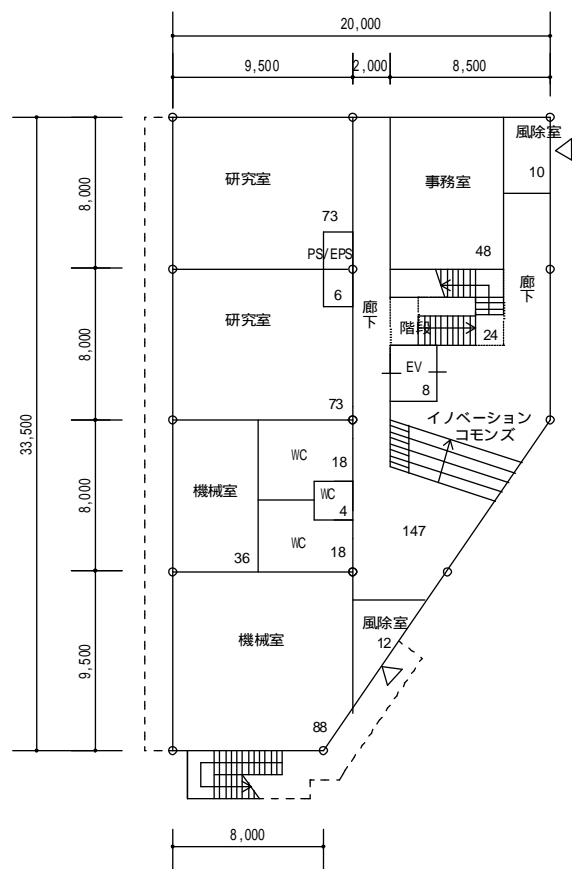 20,000
9,500
2,000
8,500
33,500
8,000
8,000
8,000
9,500
風除室
10
研究室
73
事務室
48
PS/EPS
6
廊下
廊下
研究室
73
階段
24
EV
8
イノベーション
コモンズ
147
機械室
36
WC
18
WC
4
WC
18
風除室
12
機械室
88
8,000